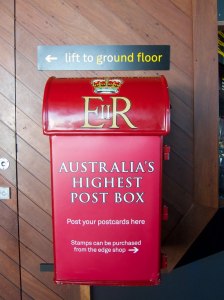 ← lift to ground floor
EIIR
AUSTRALIA'S
HIGHEST
POST BOX
Post your postcards here
Stamps can be purchased
from the edge shop →